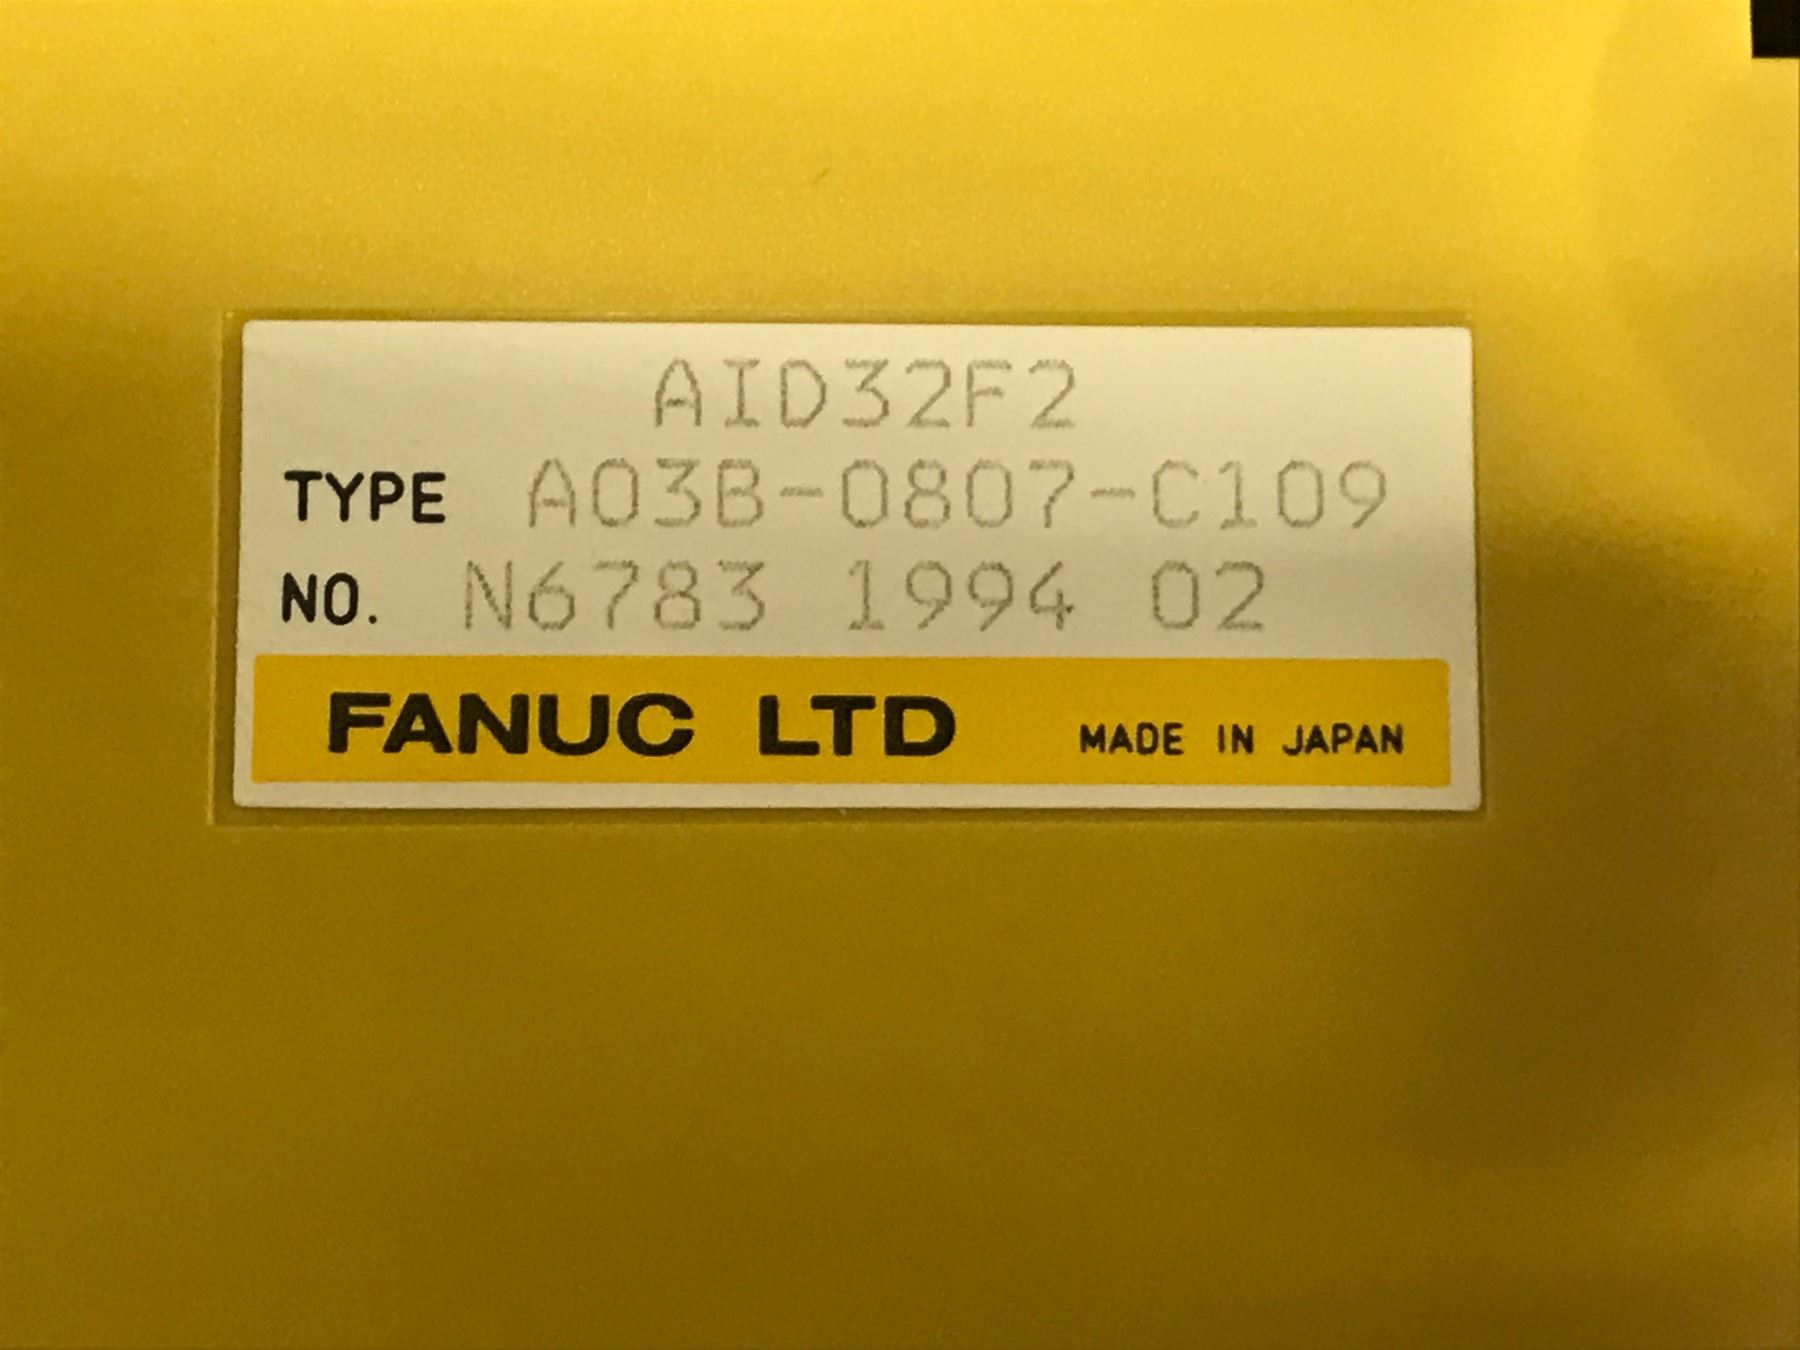 AID32F2
TYPE A03B-0807-C109
NO. N6783 1994 02
FANUC LTD MADE IN JAPAN